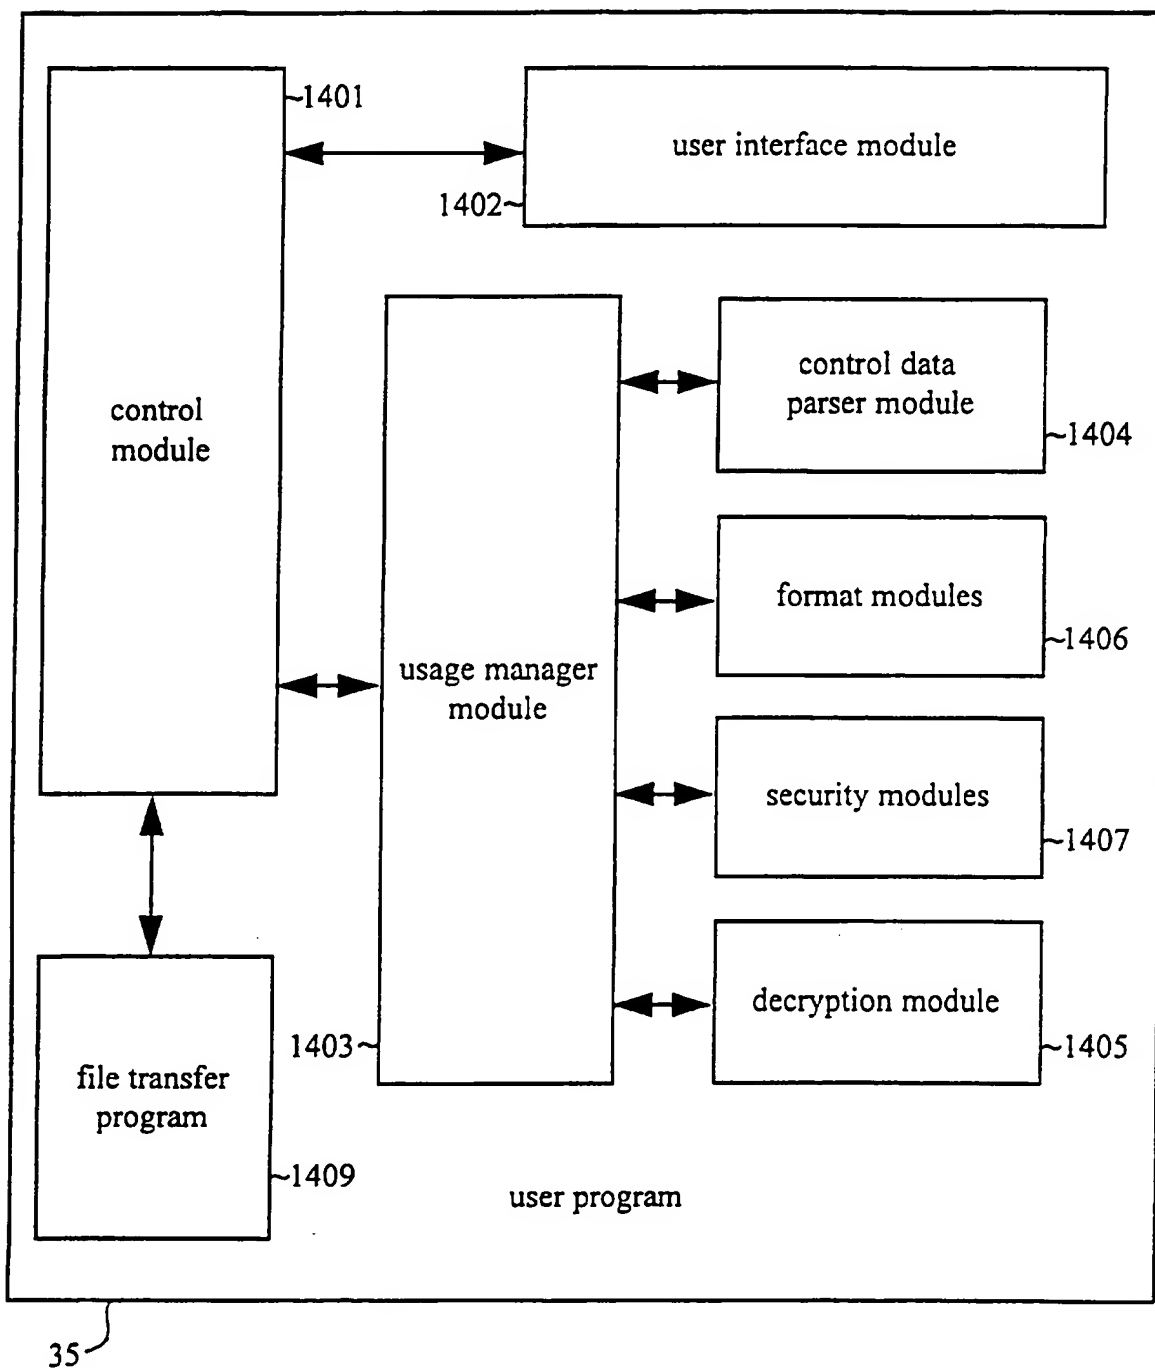 1401
user interface module
1402
control data
parser module
1404
control
module
format modules
1406
usage manager
module
security modules
1407
decryption module
1405
1403
file transfer
program
1409
user program
35